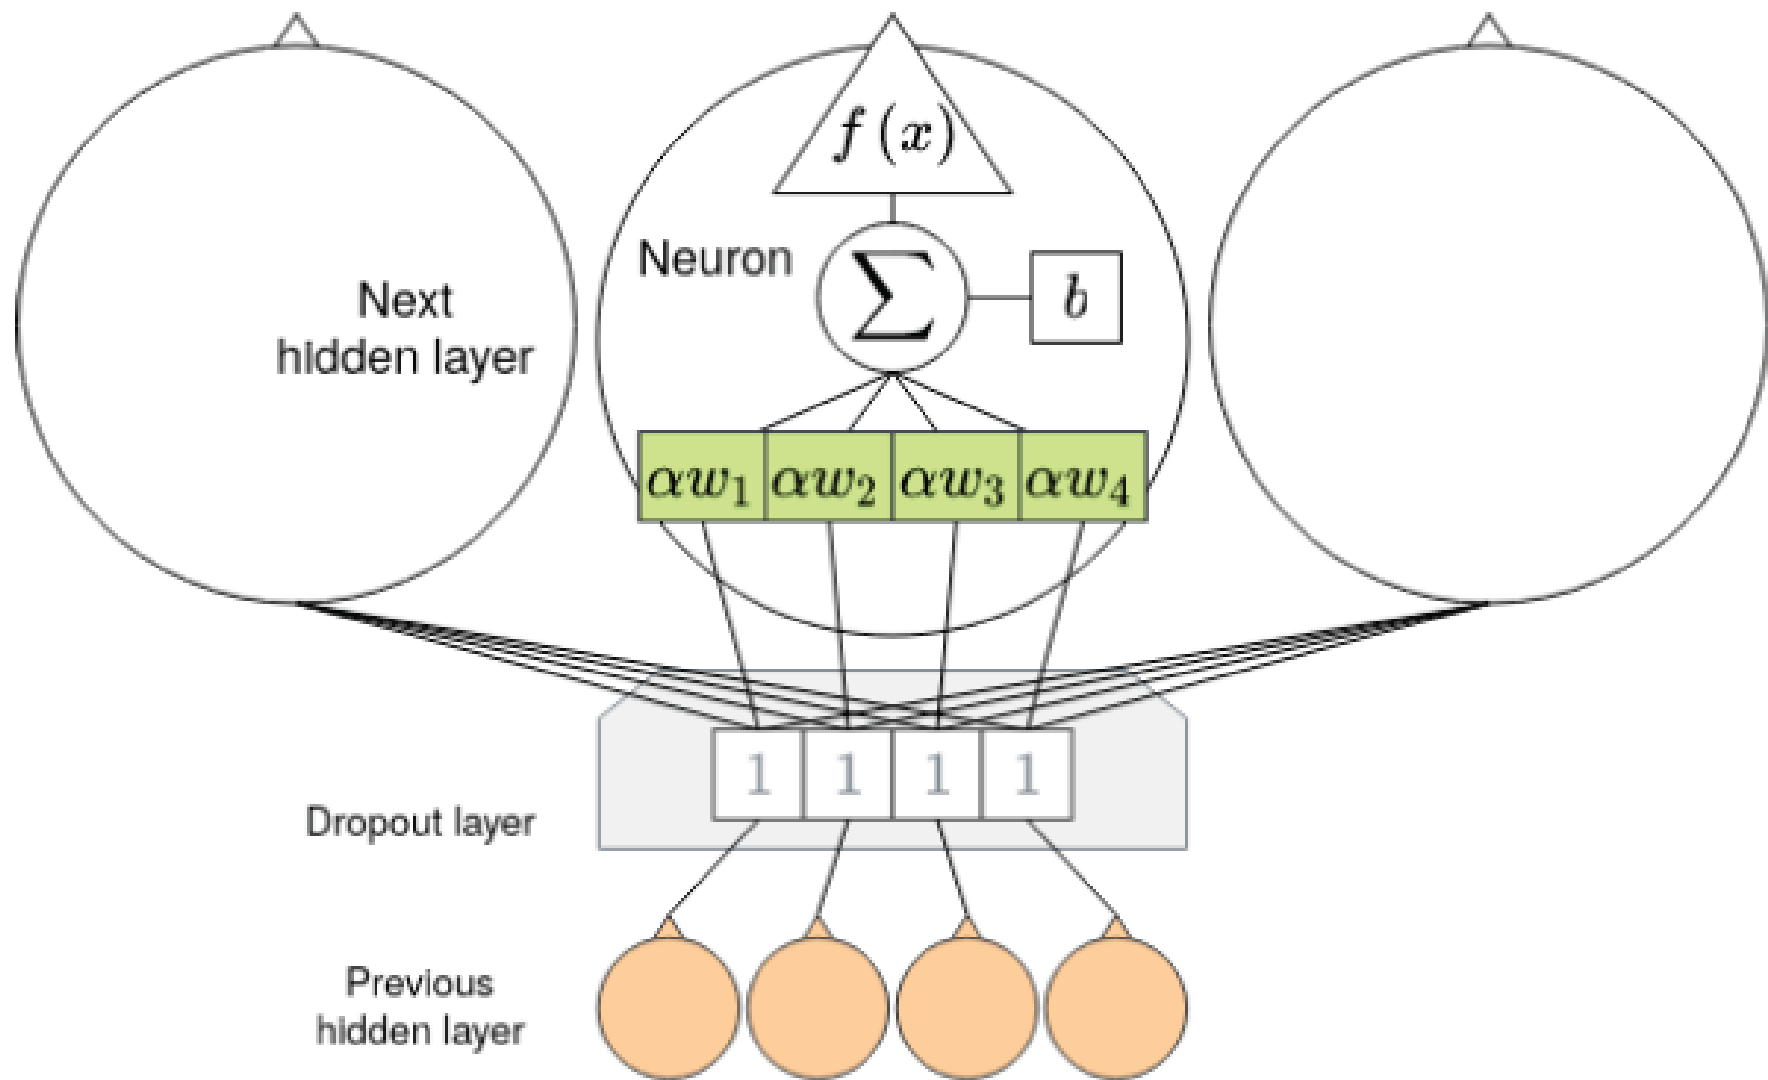 f(x)
Neuron
∑
b
Next
hidden layer
αw₁ αw₂ αw₃ αw₄
1 1 1 1
Dropout layer
Previous
hidden layer